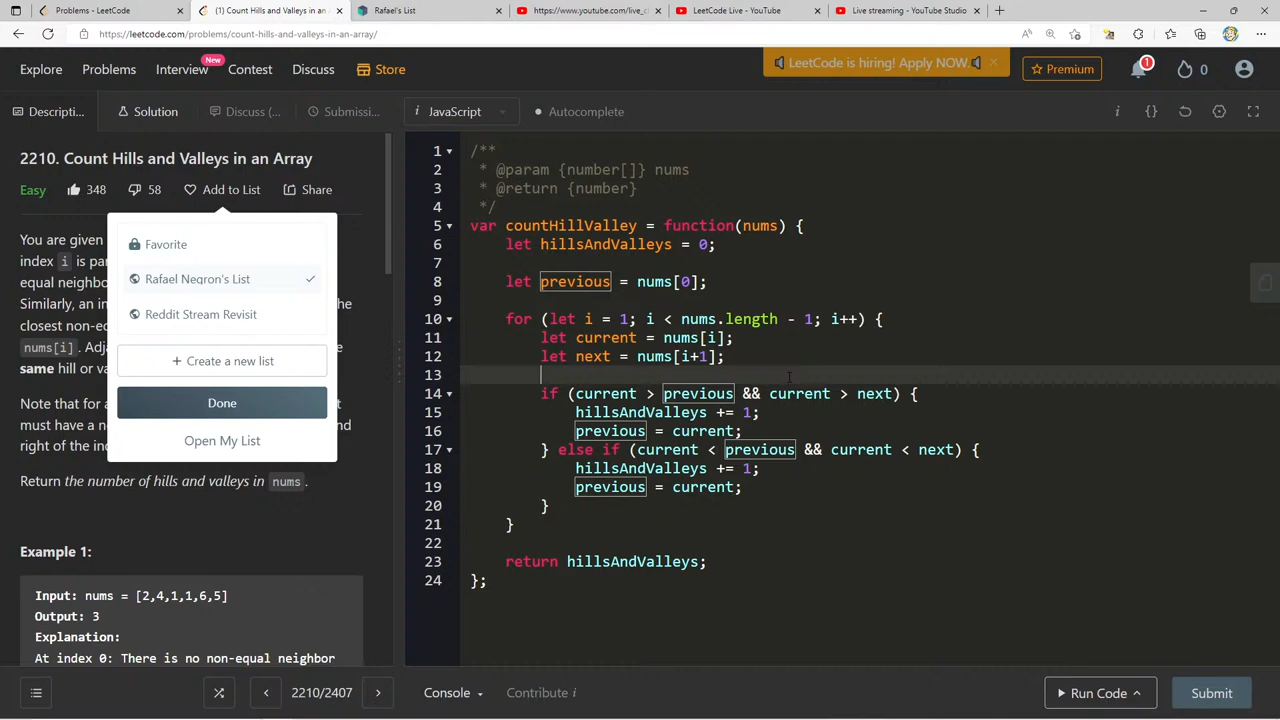 Problems - LeetCode
(1) Count Hills and Valleys in an A
Rafael's List
https://www.youtube.com/live_c
LeetCode Live - YouTube
Live streaming - YouTube Studio
https://leetcode.com/problems/count-hills-and-valleys-in-an-array/
Explore
Problems
Interview
New
Contest
Discuss
Store
LeetCode is hiring! Apply NOW.
Premium
1
0
Descripti...
Solution
Discuss (...
Submissi...
i JavaScript
Autocomplete
2210. Count Hills and Valleys in an Array
Easy
348
58
Add to List
Share
Favorite
Rafael Negron's List
Reddit Stream Revisit
+ Create a new list
Done
Open My List
You are given
index i is par
equal neighbo
Similarly, an in
the
closest non-eq
nums[i]. Adja
same hill or va
Note that for a
t
must have a n
and
right of the inc
Return the number of hills and valleys in nums.
Example 1:
Input: nums = [2,4,1,1,6,5]
Output: 3
Explanation:
At index 0: There is no non-equal neighbor
1 /**
2 * @param {number[]} nums
3 * @return {number}
4 */
5 var countHillValley = function(nums) {
6 let hillsAndValleys = 0;
7
8 let previous = nums[0];
9
10 for (let i = 1; i < nums.length - 1; i++) {
11 let current = nums[i];
12 let next = nums[i+1];
13
14 if (current > previous && current > next) {
15 hillsAndValleys += 1;
16 previous = current;
17 } else if (current < previous && current < next) {
18 hillsAndValleys += 1;
19 previous = current;
20 }
21 }
22
23 return hillsAndValleys;
24 };
2210/2407
Console
Contribute i
Run Code
Submit